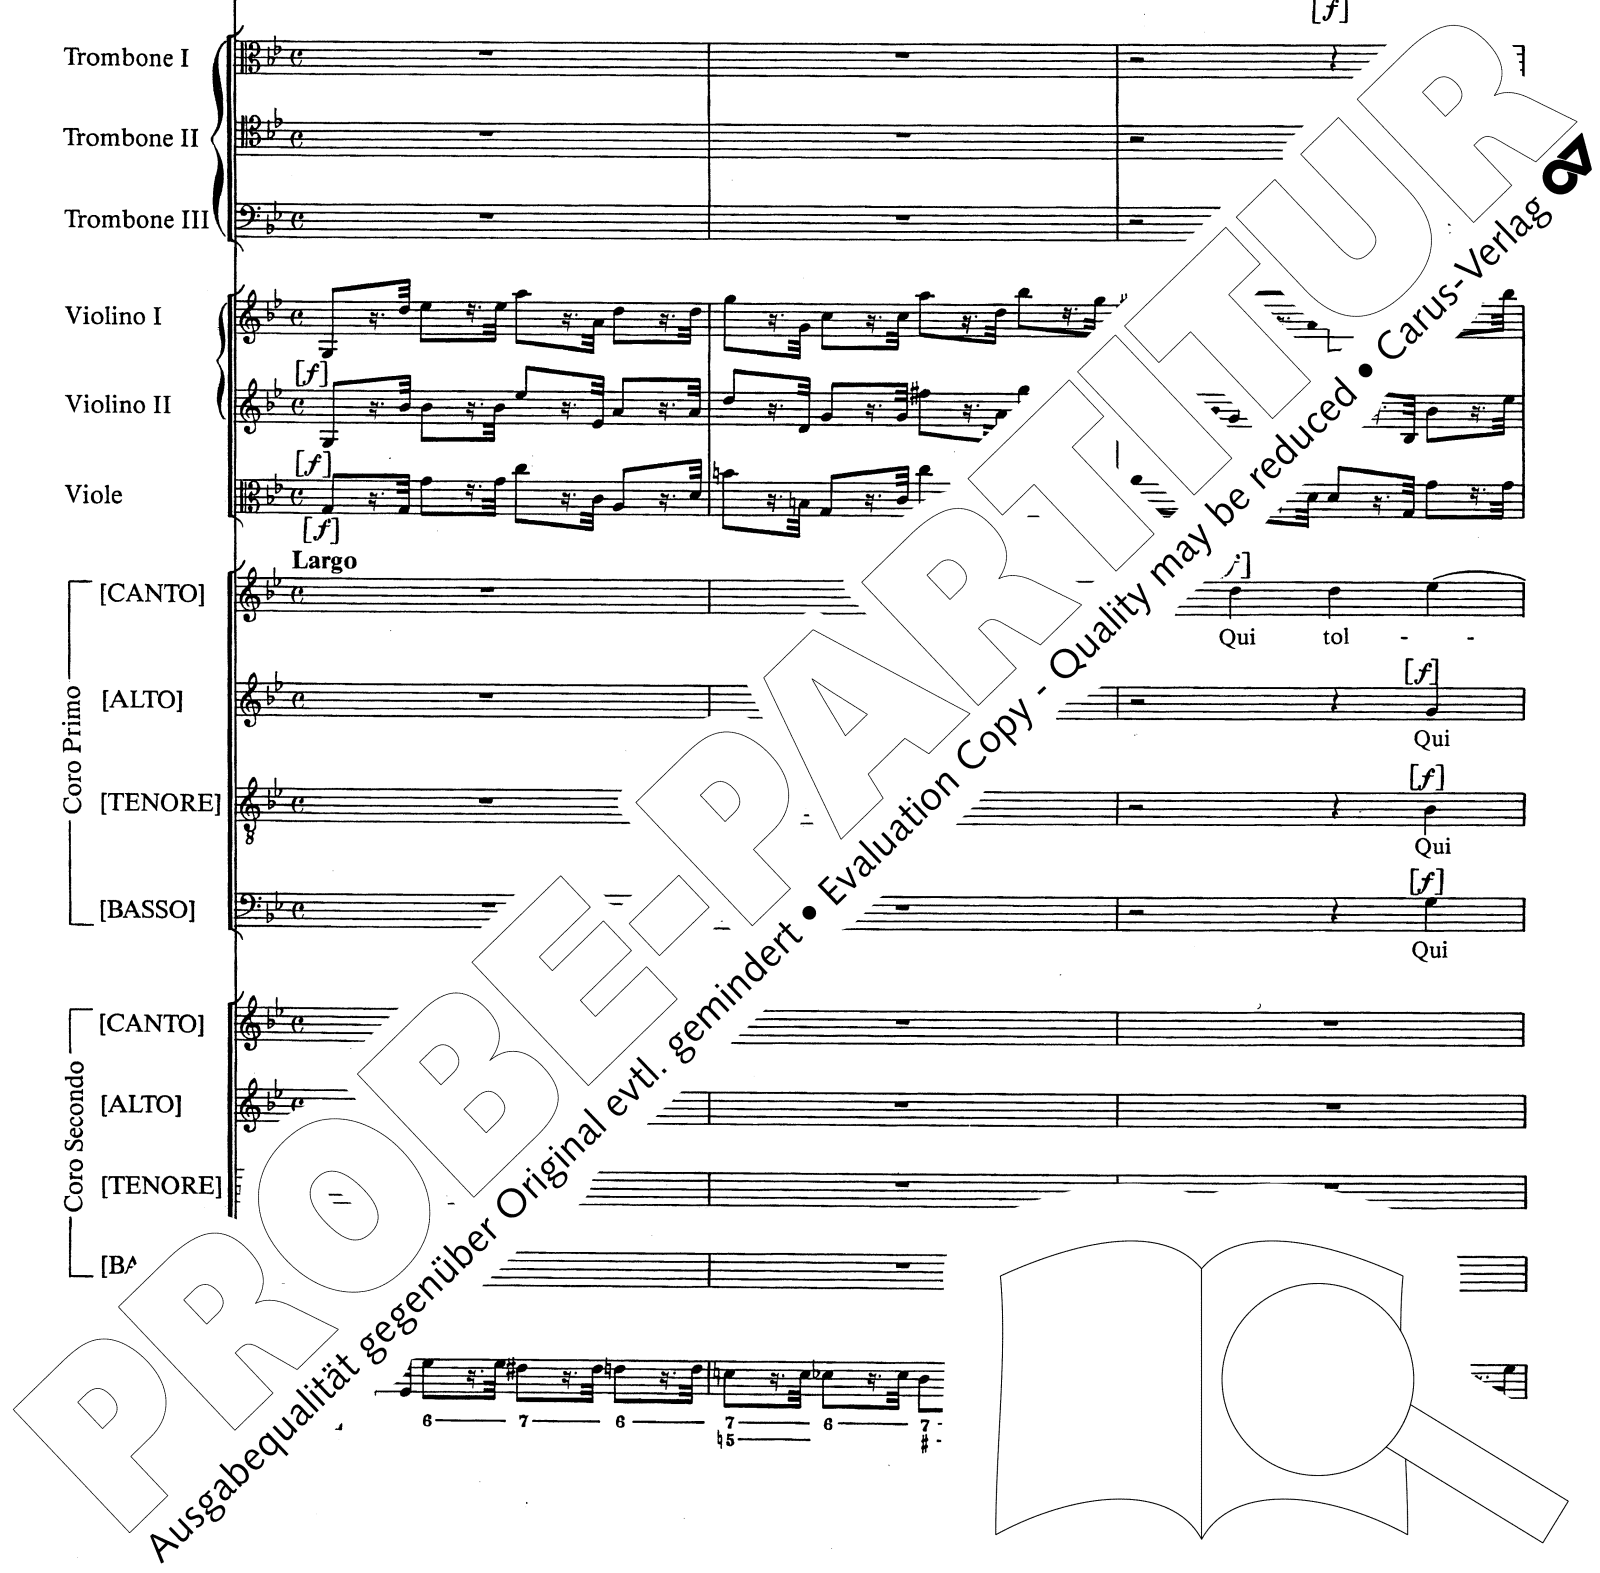 [f]
Trombone I
Trombone II
Trombone III
Violino I
[f]
Violino II
[f]
Viole
[f]
Largo
Coro Primo
[CANTO]
Qui tol - -
[ALTO]
[f]
Qui
[TENORE]
[f]
8
Qui
[BASSO]
[f]
Qui
Coro Secondo
[CANTO]
[ALTO]
[TENORE]
[BA
6 7 6 7 6 7
♮5 ♯
PROBE-PARTITUR
Ausgabequalität gegenüber Original evtl. gemindert • Evaluation Copy - Quality may be reduced • Carus-Verlag